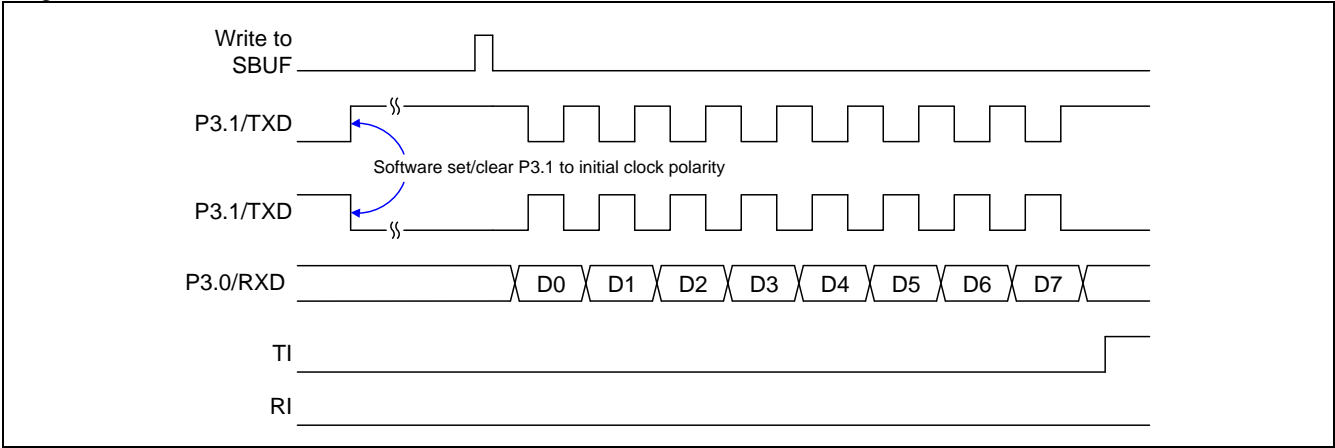 Write to
SBUF
P3.1/TXD
Software set/clear P3.1 to initial clock polarity
P3.1/TXD
P3.0/RXD D0 D1 D2 D3 D4 D5 D6 D7
TI
RI